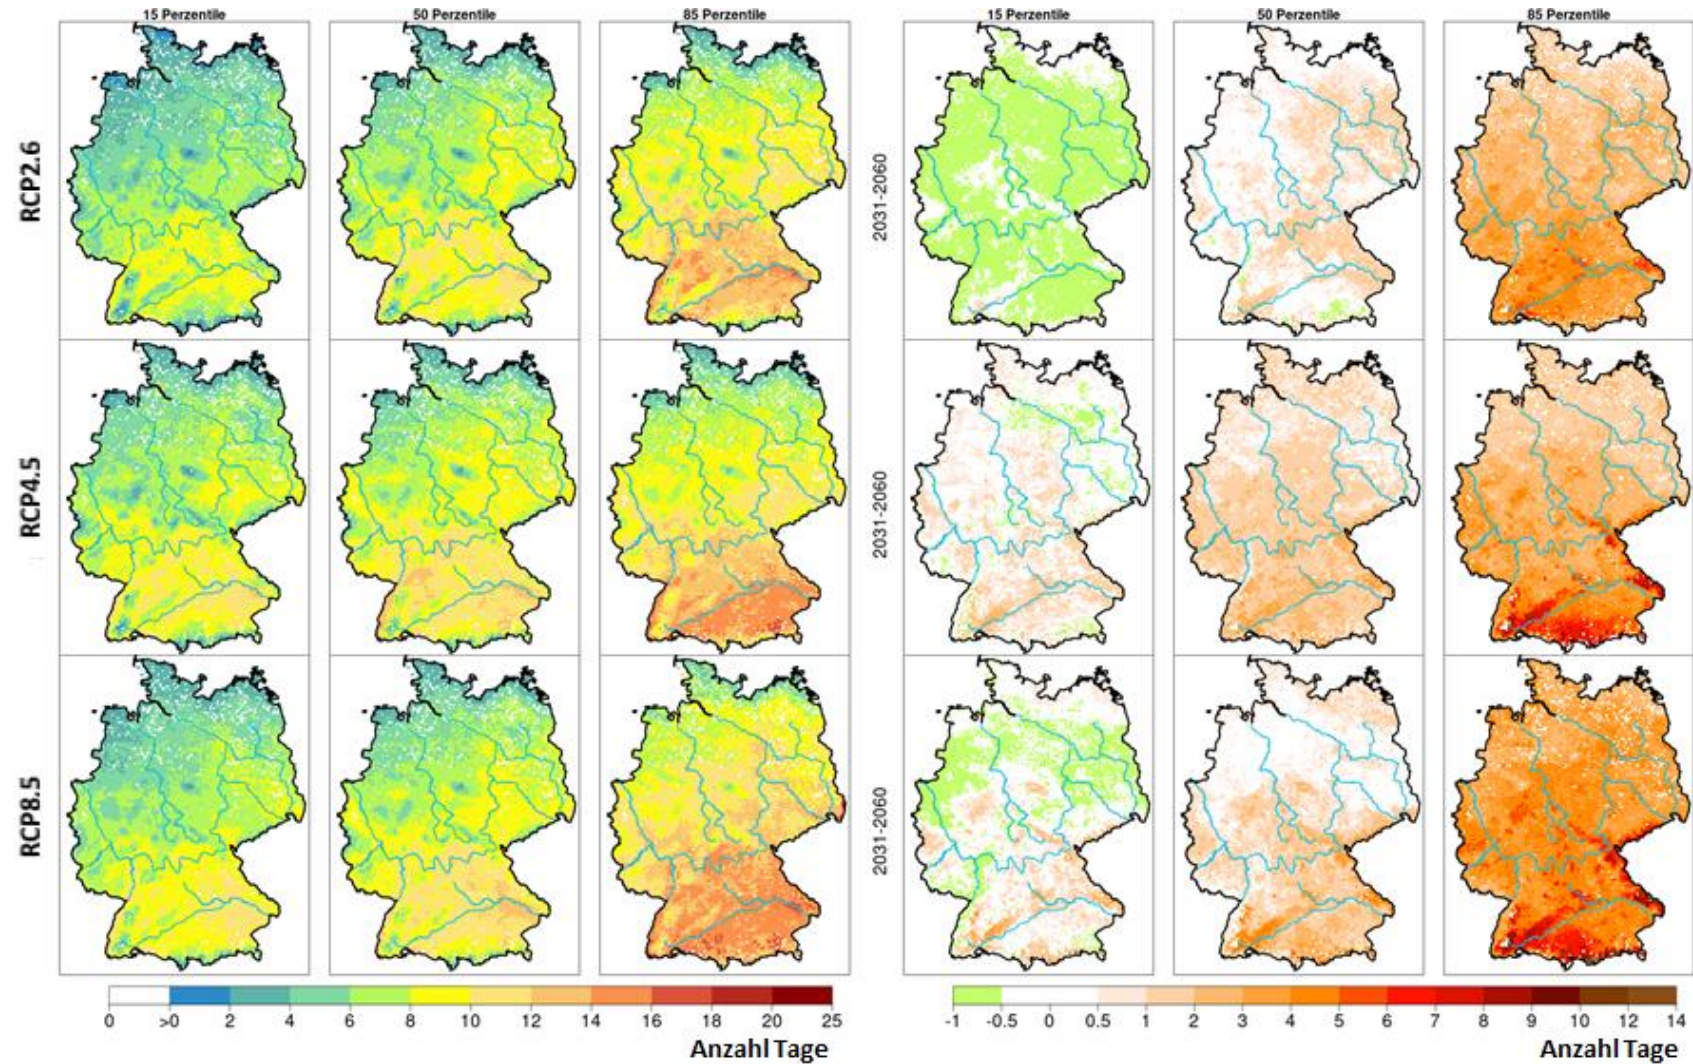 15 Perzentile 50 Perzentile 85 Perzentile 15 Perzentile 50 Perzentile 85 Perzentile
RCP2.6
2031-2060
RCP4.5
2031-2060
RCP8.5
2031-2060
0 >0 2 4 6 8 10 12 14 16 18 20 25
-1 -0.5 0 0.5 1 2 3 4 5 6 7 8 9 10 12 14
Anzahl Tage Anzahl Tage